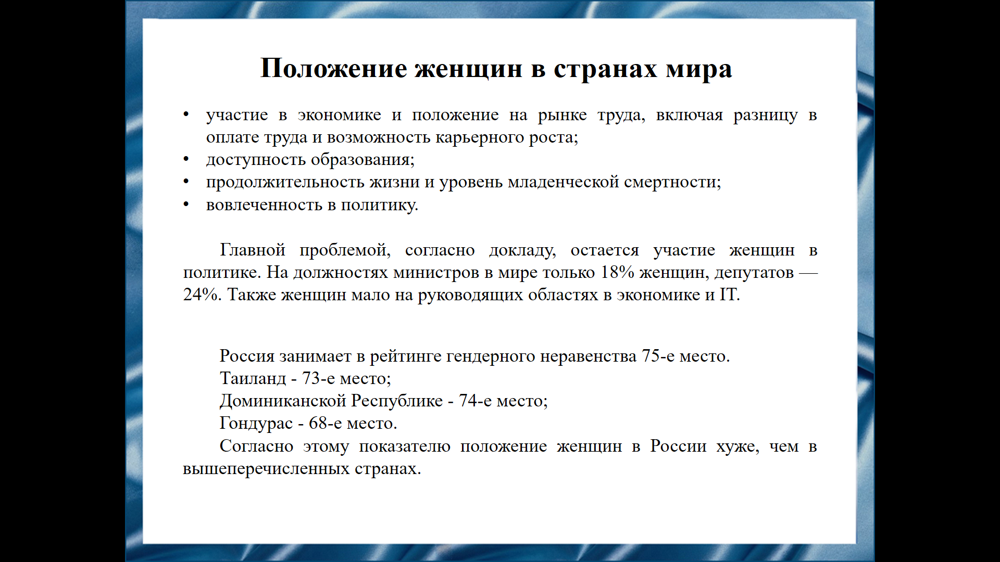 Положение женщин в странах мира
• участие в экономике и положение на рынке труда, включая разницу в
оплате труда и возможность карьерного роста;
• доступность образования;
• продолжительность жизни и уровень младенческой смертности;
• вовлеченность в политику.
Главной проблемой, согласно докладу, остается участие женщин в
политике. На должностях министров в мире только 18% женщин, депутатов —
24%. Также женщин мало на руководящих областях в экономике и IT.
Россия занимает в рейтинге гендерного неравенства 75-е место.
Таиланд - 73-е место;
Доминиканской Республике - 74-е место;
Гондурас - 68-е место.
Согласно этому показателю положение женщин в России хуже, чем в
вышеперечисленных странах.